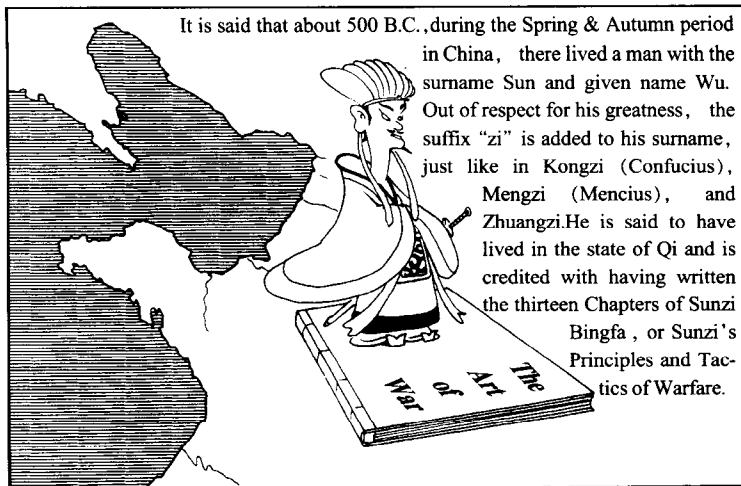 It is said that about 500 B.C.,during the Spring & Autumn period
in China, there lived a man with the
surname Sun and given name Wu.
Out of respect for his greatness, the
suffix “zi” is added to his surname,
just like in Kongzi (Confucius),
Mengzi (Mencius), and
Zhuangzi.He is said to have
lived in the state of Qi and is
credited with having written
the thirteen Chapters of Sunzi
Bingfa , or Sunzi's
Principles and Tac-
tics of Warfare.
The
Art
of
War